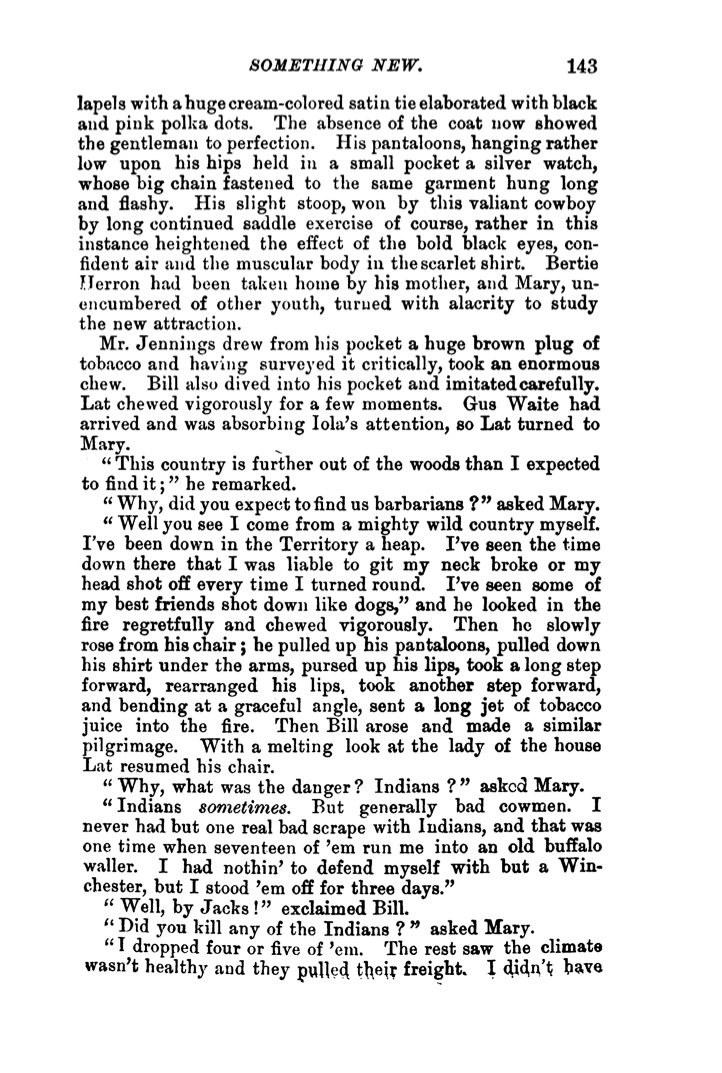 SOMETHING NEW. 143
lapels with a huge cream-colored satin tie elaborated with black
and pink polka dots. The absence of the coat now showed
the gentleman to perfection. His pantaloons, hanging rather
low upon his hips held in a small pocket a silver watch,
whose big chain fastened to the same garment hung long
and flashy. His slight stoop, won by this valiant cowboy
by long continued saddle exercise of course, rather in this
instance heightened the effect of the bold black eyes, con-
fident air and the muscular body in the scarlet shirt. Bertie
Herron had been taken home by his mother, and Mary, un-
encumbered of other youth, turned with alacrity to study
the new attraction.
Mr. Jennings drew from his pocket a huge brown plug of
tobacco and having surveyed it critically, took an enormous
chew. Bill also dived into his pocket and imitated carefully.
Lat chewed vigorously for a few moments. Gus Waite had
arrived and was absorbing Iola's attention, so Lat turned to
Mary.
"This country is further out of the woods than I expected
to find it;" he remarked.
"Why, did you expect to find us barbarians?" asked Mary.
"Well you see I come from a mighty wild country myself.
I've been down in the Territory a heap. I've seen the time
down there that I was liable to git my neck broke or my
head shot off every time I turned round. I've seen some of
my best friends shot down like dogs," and he looked in the
fire regretfully and chewed vigorously. Then he slowly
rose from his chair; he pulled up his pantaloons, pulled down
his shirt under the arms, pursed up his lips, took a long step
forward, rearranged his lips, took another step forward,
and bending at a graceful angle, sent a long jet of tobacco
juice into the fire. Then Bill arose and made a similar
pilgrimage. With a melting look at the lady of the house
Lat resumed his chair.
"Why, what was the danger? Indians?" asked Mary.
"Indians sometimes. But generally bad cowmen. I
never had but one real bad scrape with Indians, and that was
one time when seventeen of 'em run me into an old buffalo
waller. I had nothin' to defend myself with but a Win-
chester, but I stood 'em off for three days."
"Well, by Jacks!" exclaimed Bill.
"Did you kill any of the Indians?" asked Mary.
"I dropped four or five of 'em. The rest saw the climate
wasn't healthy and they pulled their freight. I didn't have